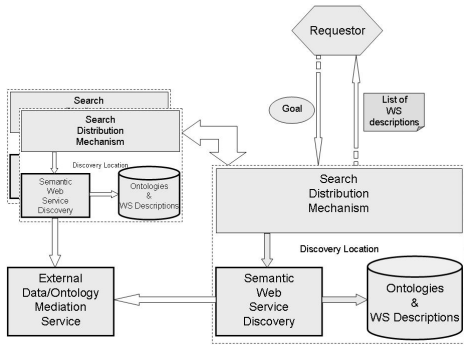 Requestor
Goal
List of
WS
descriptions
Search
Search
Distribution
Mechanism
Discovery Location
Semantic
Web
Service
Discovery
Ontologies
&
WS Descriptions
Search
Distribution
Mechanism
Discovery Location
External
Data/Ontology
Mediation
Service
Semantic
Web
Service
Discovery
Ontologies
&
WS Descriptions